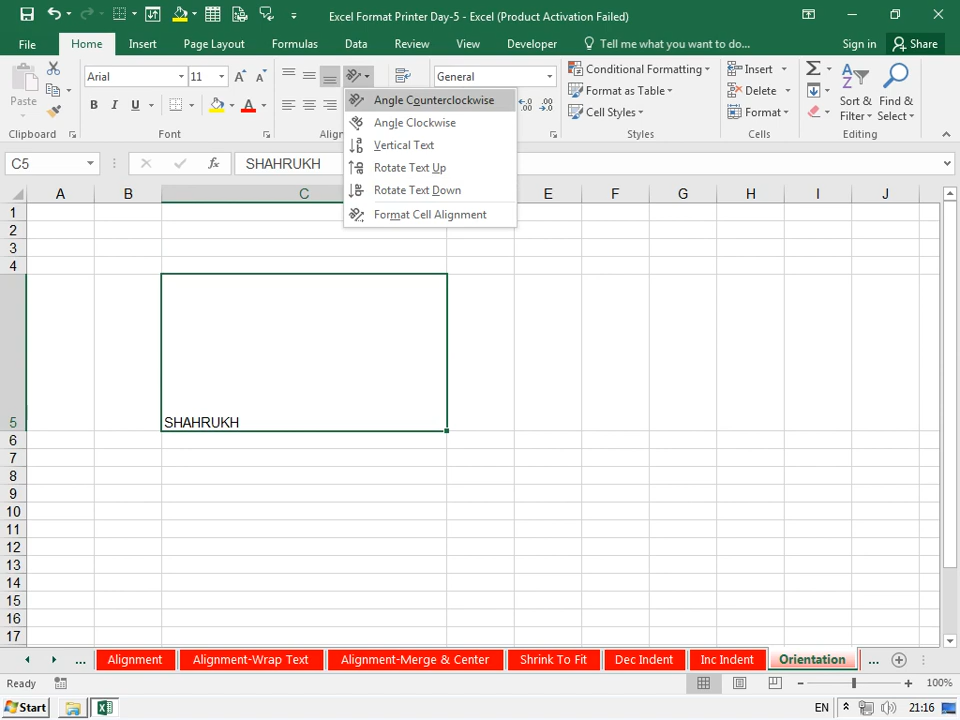 Excel Format Printer Day-5 - Excel (Product Activation Failed)
File Home Insert Page Layout Formulas Data Review View Developer Tell me what you want to do... Sign in Share
Paste
Arial 11
B I U
General
.00
Conditional Formatting
Format as Table
Cell Styles
Insert
Delete
Format
Sort & Filter
Find & Select
Clipboard Font Styles Cells Editing
Angle Counterclockwise
Angle Clockwise
Vertical Text
Rotate Text Up
Rotate Text Down
Format Cell Alignment
C5 fx SHAHRUKH
A B C E F G H I J
1
2
3
4
5 SHAHRUKH
6
7
8
9
10
11
12
13
14
15
16
17
... Alignment Alignment-Wrap Text Alignment-Merge & Center Shrink To Fit Dec Indent Inc Indent Orientation ...
Ready 100%
Start EN 21:16